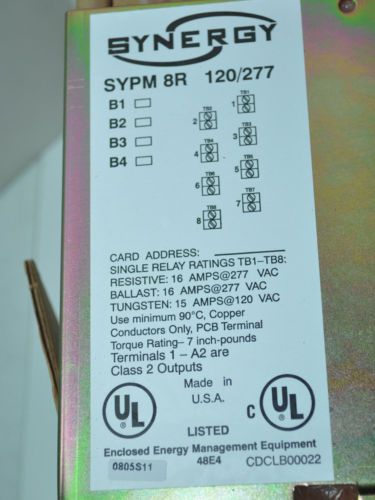 SYNERGY
SYPM 8R 120/277
B1
B2
B3
B4
TB1
1
TB2
2
TB3
3
TB4
4
TB5
5
TB6
6
TB7
7
TB8
8
CARD ADDRESS:
SINGLE RELAY RATINGS TB1-TB8:
RESISTIVE: 16 AMPS@277 VAC
BALLAST: 16 AMPS@277 VAC
TUNGSTEN: 15 AMPS@120 VAC
Use minimum 90°C, Copper
Conductors Only, PCB Terminal
Torque Rating- 7 inch-pounds
Terminals 1 - A2 are
Class 2 Outputs
Made in
U.S.A.
UL
C UL
LISTED
Enclosed Energy Management Equipment
0805S11 48E4 CDCLB00022